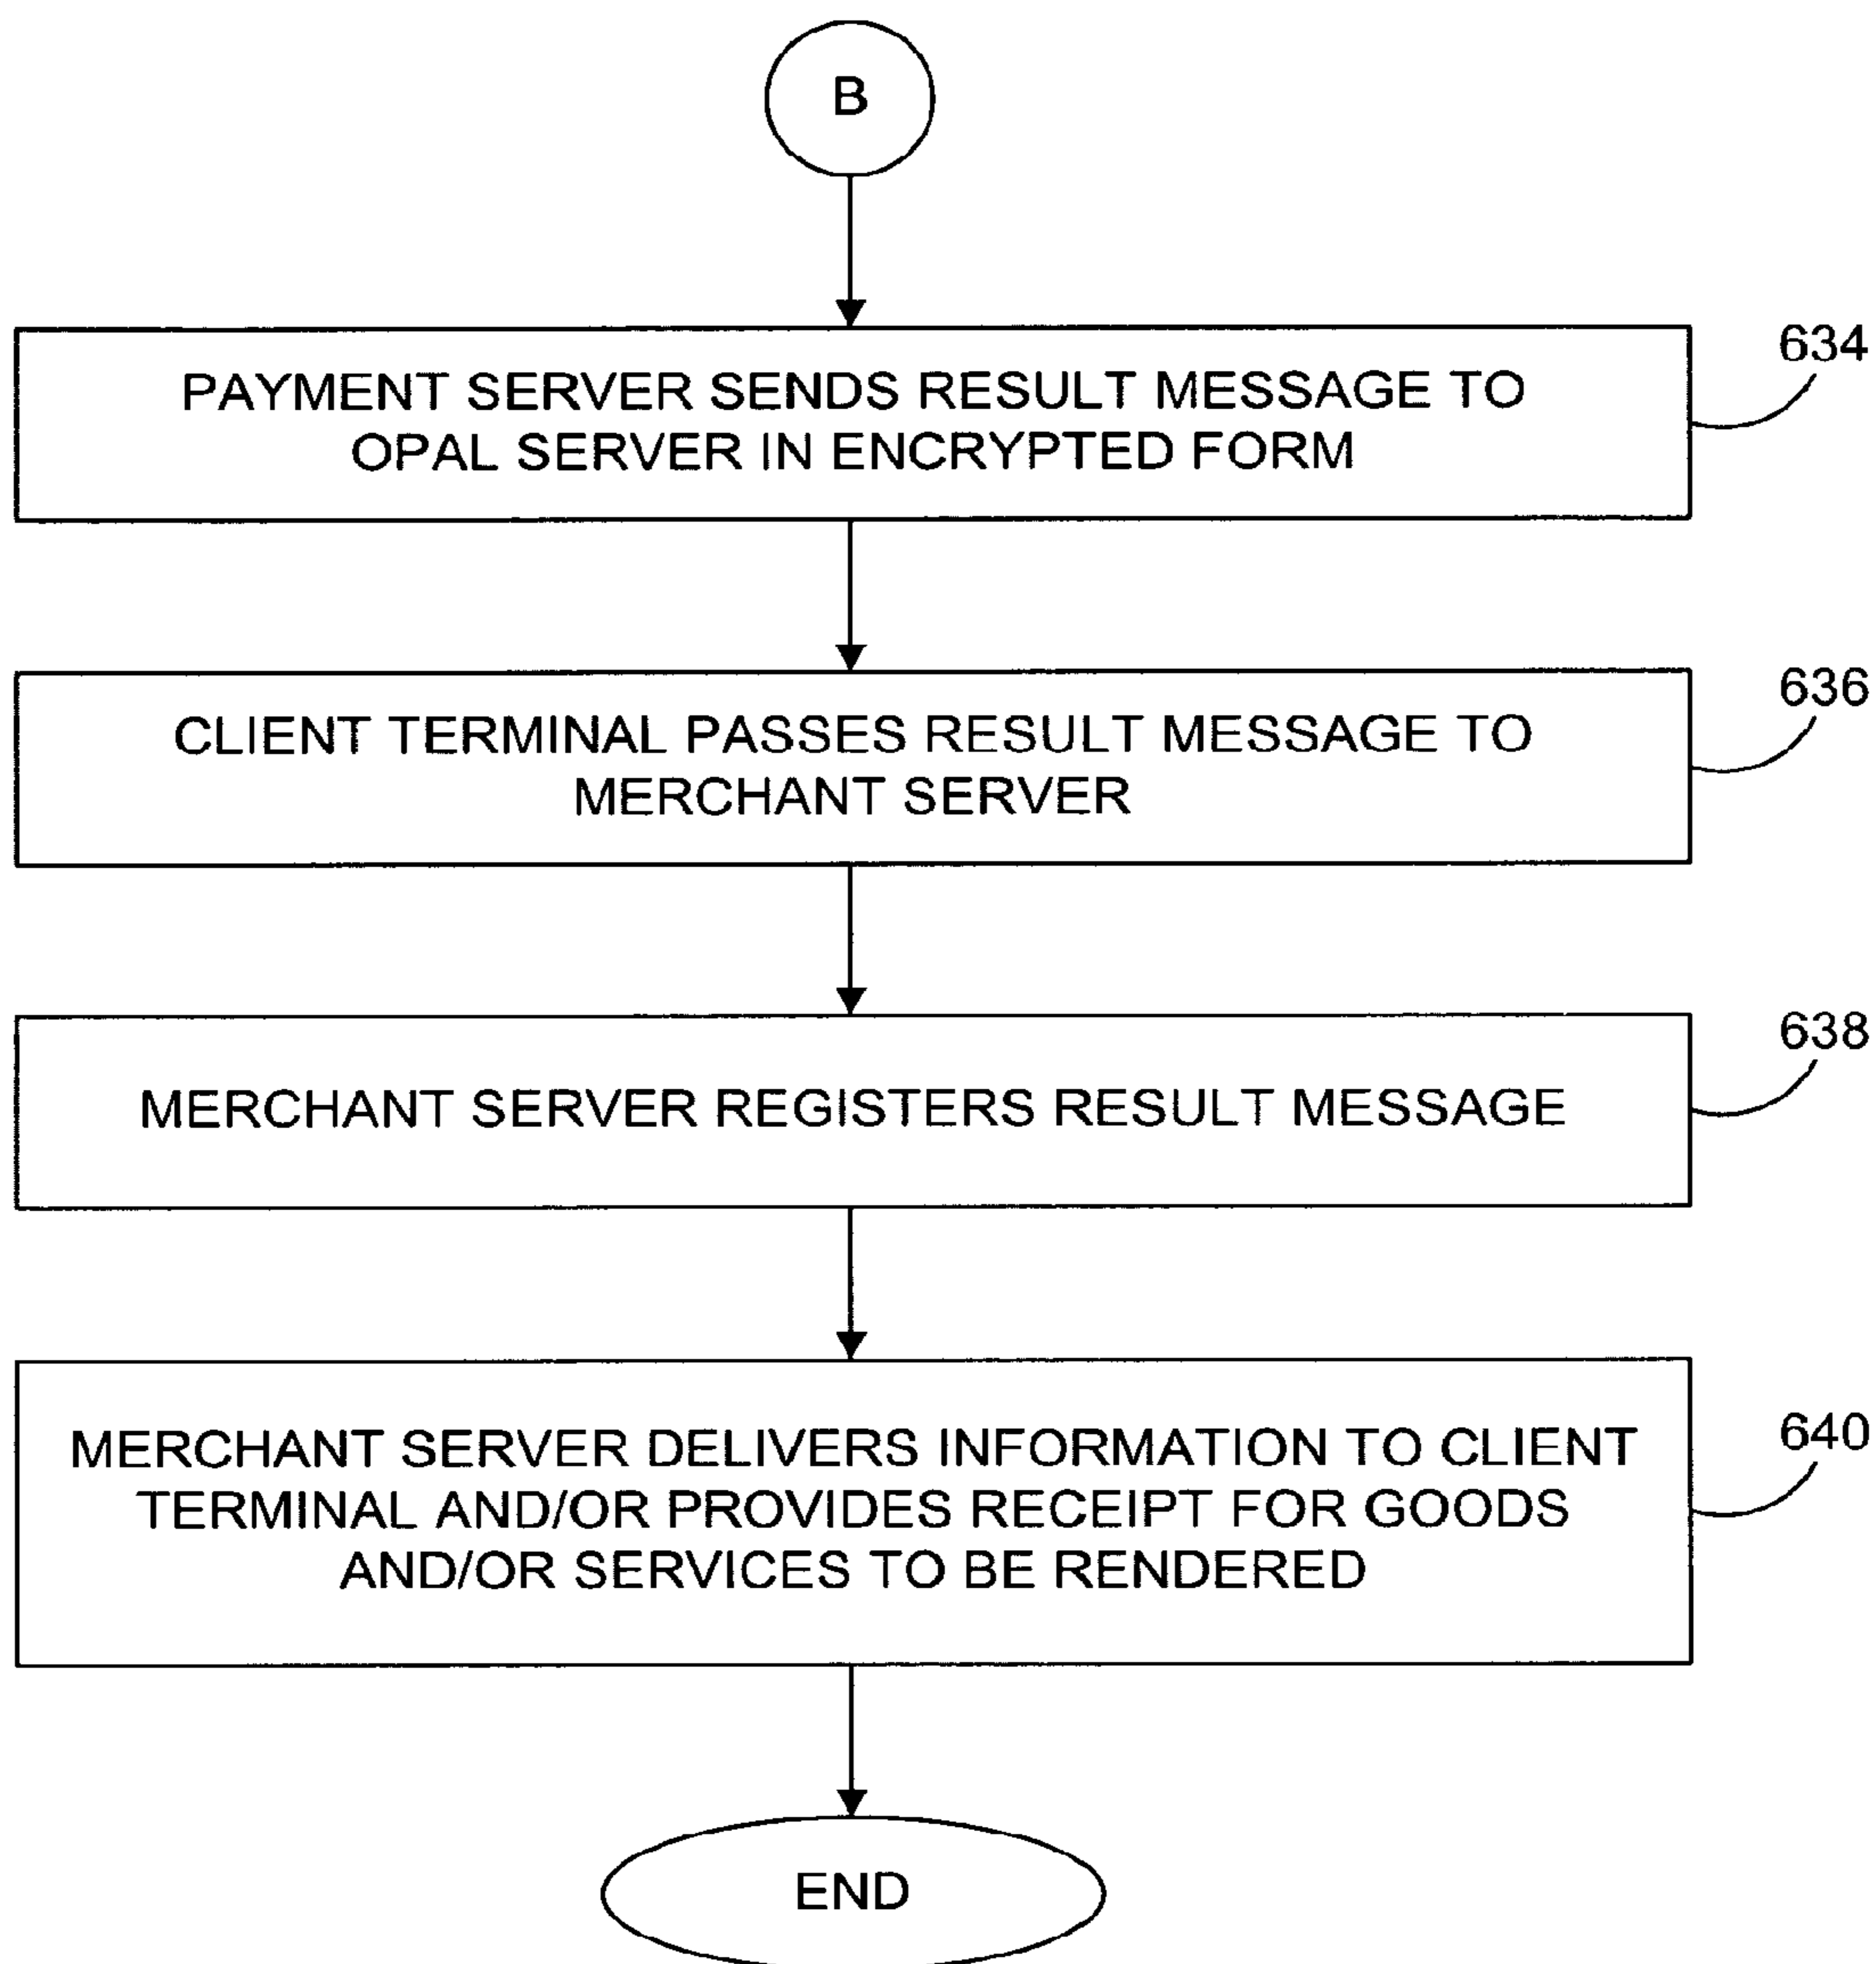 B
634
PAYMENT SERVER SENDS RESULT MESSAGE TO
OPAL SERVER IN ENCRYPTED FORM
636
CLIENT TERMINAL PASSES RESULT MESSAGE TO
MERCHANT SERVER
638
MERCHANT SERVER REGISTERS RESULT MESSAGE
640
MERCHANT SERVER DELIVERS INFORMATION TO CLIENT
TERMINAL AND/OR PROVIDES RECEIPT FOR GOODS
AND/OR SERVICES TO BE RENDERED
END